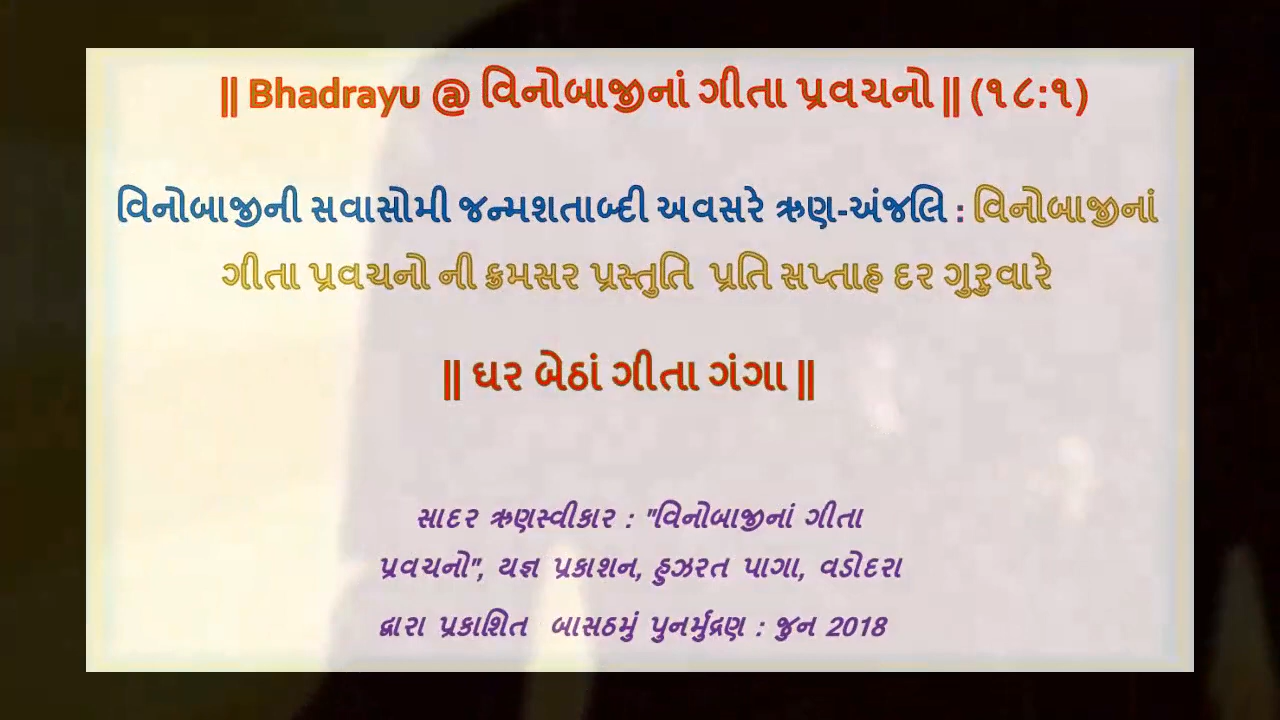 || Bhadrayu @ વિનોબાજીનાં ગીતા પ્રવચનો || (૧૮:૧)
વિનોબાજીની સવાસોમી જન્મશતાબ્દી અવસરે ઋણ-અંજલિ : વિનોબાજીનાં
ગીતા પ્રવચનો ની ક્રમસર પ્રસ્તુતિ પ્રતિ સપ્તાહ દર ગુરુવારે
|| ઘર બેઠાં ગીતા ગંગા ||
સાદર ઋણસ્વીકાર : "વિનોબાજીનાં ગીતા
પ્રવચનો", યજ્ઞ પ્રકાશન, હુઝરત પાગા, વડોદરા
દ્વારા પ્રકાશિત બાસઠમું પુનર્મુદ્રણ : જુન 2018